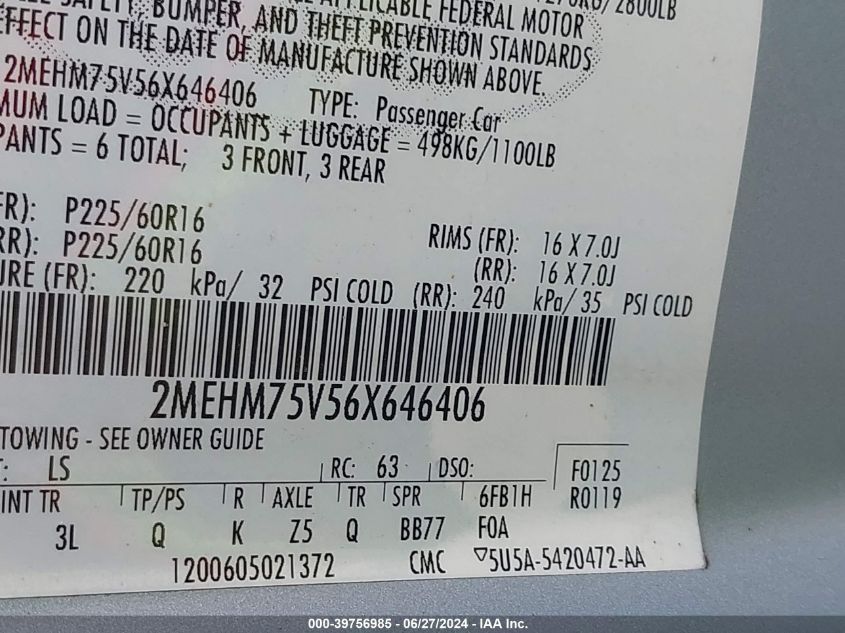 2800LB
SAFETY, BUMPER, AND THEFT PREVENTION STANDARDS
APPLICABLE FEDERAL MOTOR
EFFECT ON THE DATE OF MANUFACTURE SHOWN ABOVE.
2MEHM75V56X646406 TYPE: Passenger Car
MUM LOAD = OCCUPANTS + LUGGAGE = 498KG/1100LB
PANTS = 6 TOTAL; 3 FRONT, 3 REAR
FR): P225/60R16 RIMS (FR): 16 X 7.0J
RR): P225/60R16 (RR): 16 X 7.0J
URE (FR): 220 kPa/ 32 PSI COLD (RR): 240 kPa/ 35 PSI COLD
2MEHM75V56X646406
TOWING - SEE OWNER GUIDE
T: LS RC: 63 DSO: F0125
INT TR TP/PS R AXLE TR SPR 6FB1H R0119
3L Q K Z5 Q BB77 F0A
1200605021372 CMC ▽5U5A-5420472-AA
000-39756985 - 06/27/2024 - IAA Inc.